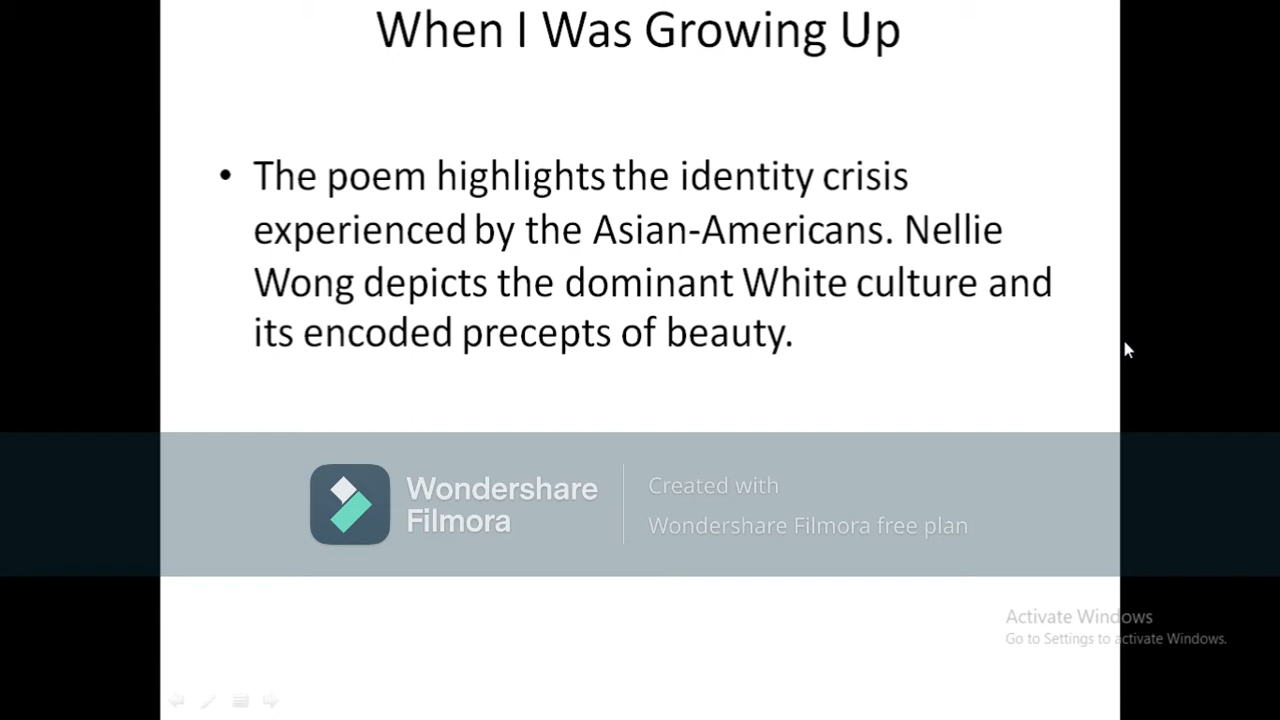 When I Was Growing Up
• The poem highlights the identity crisis
experienced by the Asian-Americans. Nellie
Wong depicts the dominant White culture and
its encoded precepts of beauty.
Wondershare
Filmora
Created with
Wondershare Filmora free plan
Activate Windows
Go to Settings to activate Windows.